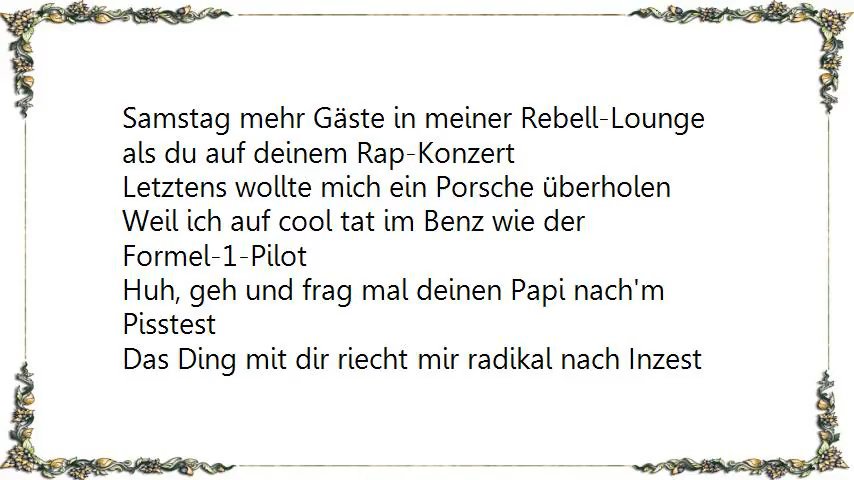 Samstag mehr Gäste in meiner Rebell-Lounge
als du auf deinem Rap-Konzert
Letztens wollte mich ein Porsche überholen
Weil ich auf cool tat im Benz wie der
Formel-1-Pilot
Huh, geh und frag mal deinen Papi nach'm
Pisstest
Das Ding mit dir riecht mir radikal nach Inzest